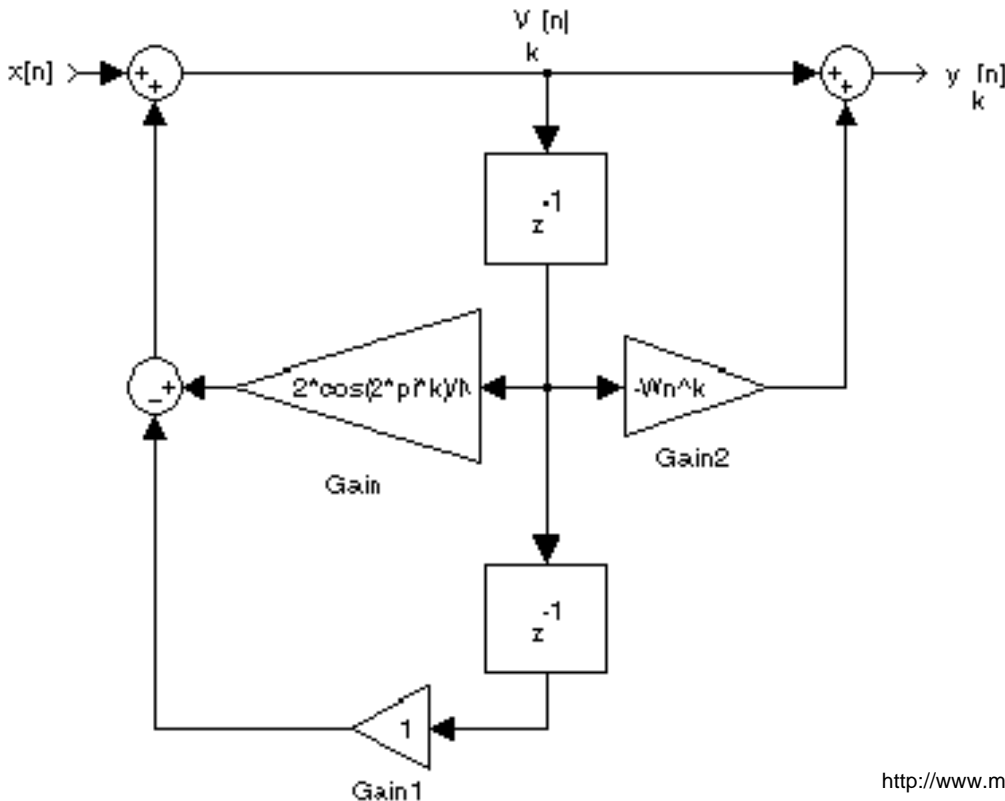 V [n]
k
x[n]
+
+
+
+
y [n]
k
z-1
+
-
2*cos(2*pi*k)/N
-Wn^k
Gain
Gain2
z-1
1
Gain1
http://www.m